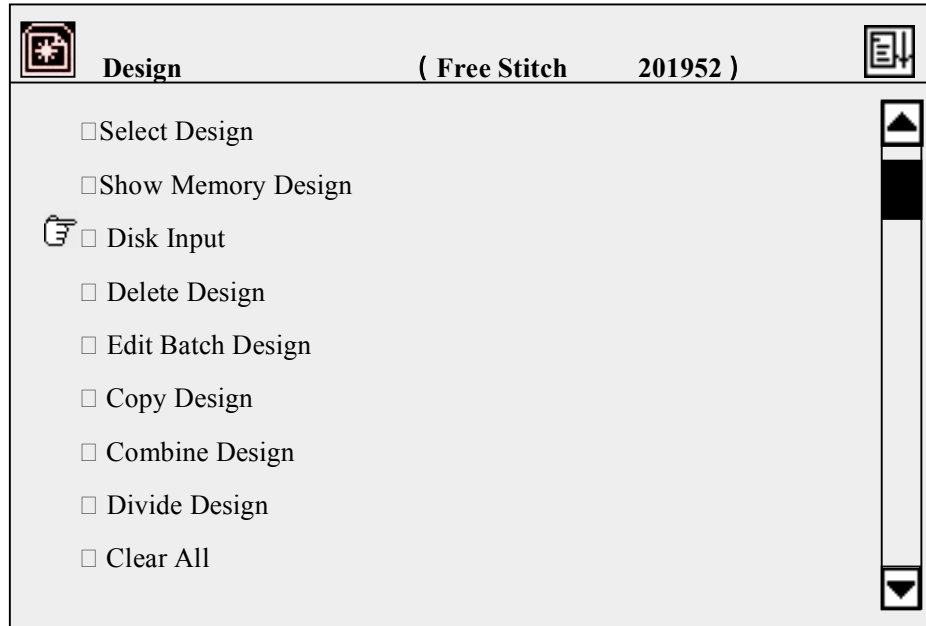 Design ( Free Stitch 201952 )
□Select Design
□Show Memory Design
□ Disk Input
□ Delete Design
□ Edit Batch Design
□ Copy Design
□ Combine Design
□ Divide Design
□ Clear All